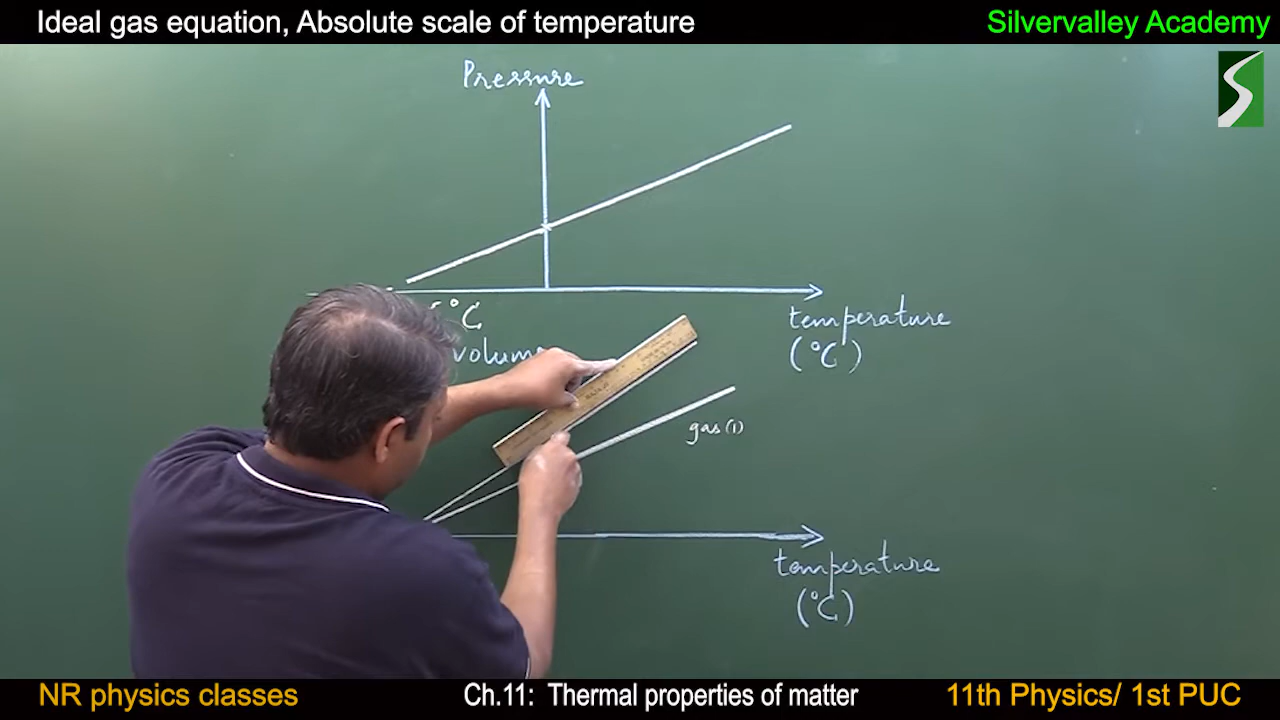 Ideal gas equation, Absolute scale of temperature
Silvervalley Academy
Pressure
°C
temperature
(°C)
volume
gas (1)
temperature
(°C)
NR physics classes
Ch.11: Thermal properties of matter
11th Physics/ 1st PUC